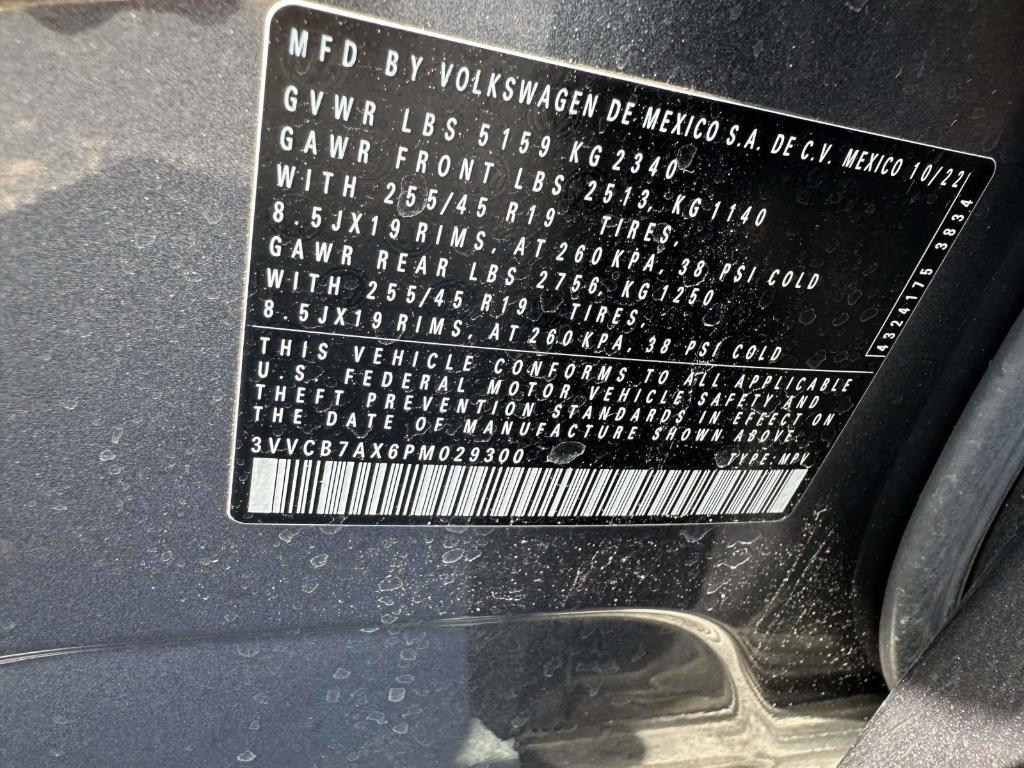 MFD BY VOLKSWAGEN DE MEXICO S.A. DE C.V. MEXICO 10/22
GVWR LBS 5159 KG 2340
GAWR FRONT LBS 2513, KG 1140
WITH 255/45 R19 TIRES,
8.5JX19 RIMS, AT 260 KPA, 38 PSI COLD
GAWR REAR LBS 2756, KG 1250
WITH 255/45 R19 TIRES,
8.5JX19 RIMS, AT 260 KPA, 38 PSI COLD
4324175 3834
THIS VEHICLE CONFORMS TO ALL APPLICABLE
U.S. FEDERAL MOTOR VEHICLE SAFETY AND
THEFT PREVENTION STANDARDS IN EFFECT ON
THE DATE OF MANUFACTURE SHOWN ABOVE.
3VVCB7AX6PM029300 TYPE: MPV